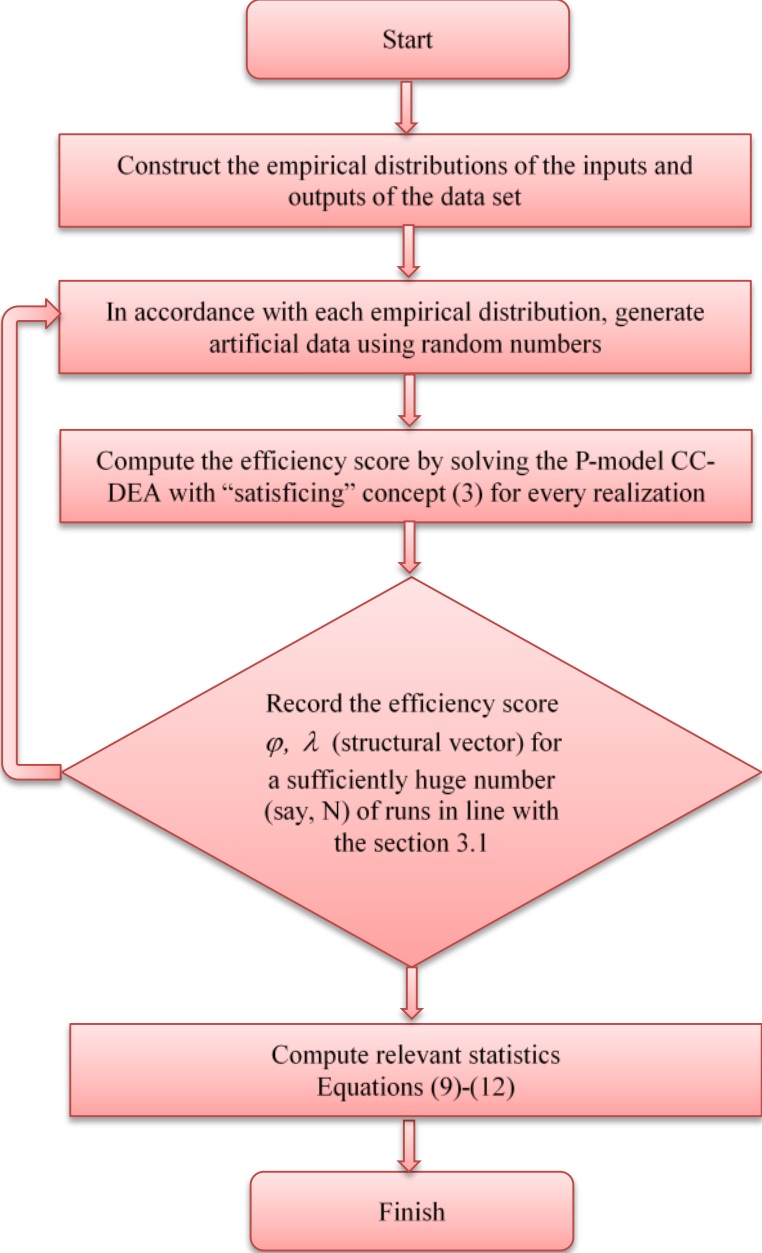 Start
Construct the empirical distributions of the inputs and
outputs of the data set
In accordance with each empirical distribution, generate
artificial data using random numbers
Compute the efficiency score by solving the P-model CC-
DEA with “satisficing” concept (3) for every realization
Record the efficiency score
φ, λ (structural vector) for
a sufficiently huge number
(say, N) of runs in line with
the section 3.1
Compute relevant statistics
Equations (9)-(12)
Finish